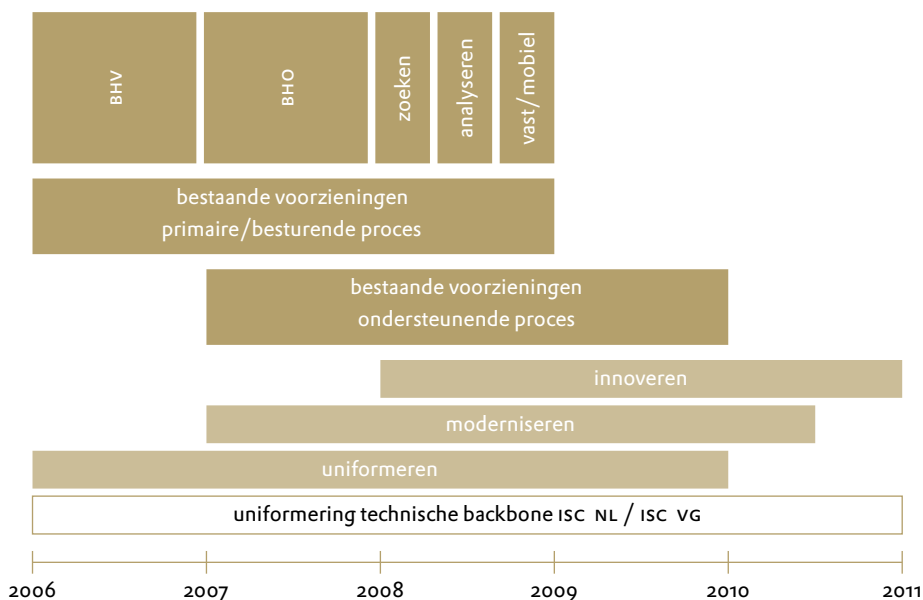 BHV
BHO
zoeken
analyseren
vast/mobiel
bestaande voorzieningen
primaire/besturende proces
bestaande voorzieningen
ondersteunende proces
innoveren
moderniseren
uniformeren
uniformering technische backbone ISC NL / ISC VG
2006 2007 2008 2009 2010 2011